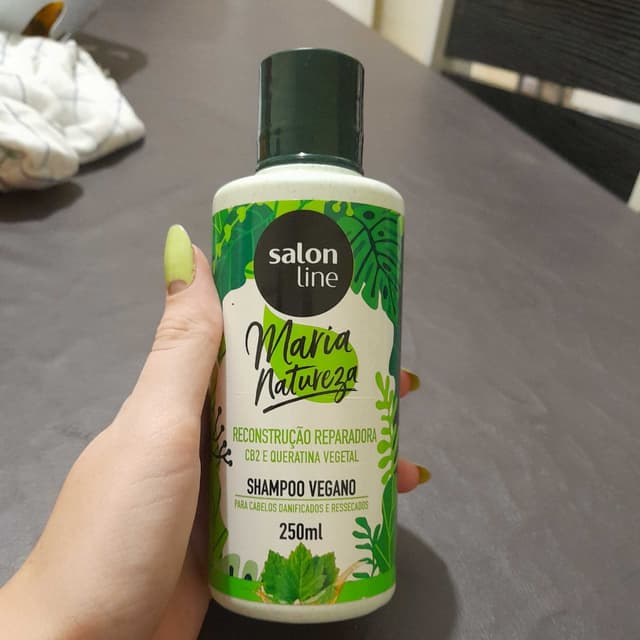 salon
line
Maria
Natureza
RECONSTRUÇÃO REPARADORA
CB2 E QUERATINA VEGETAL
SHAMPOO VEGANO
PARA CABELOS DANIFICADOS E RESSECADOS
250ml